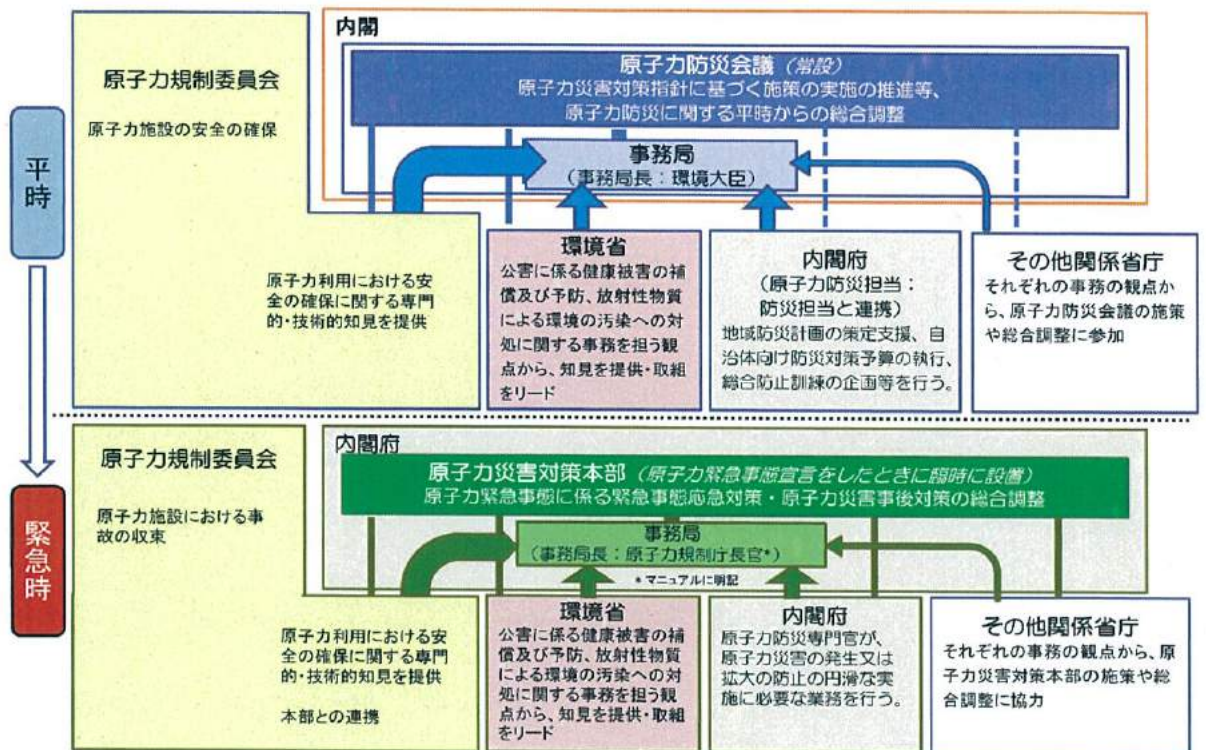 平時
原子力規制委員会
原子力施設の安全の確保
原子力利用における安
全の確保に関する専門
的・技術的知見を提供
内閣
原子力防災会議（常設）
原子力災害対策指針に基づく施策の実施の推進等、
原子力防災に関する平時からの総合調整
事務局
（事務局長：環境大臣）
環境省
公害に係る健康被害の補
償及び予防、放射性物質
による環境の汚染への対
処に関する事務を担う観
点から、知見を提供・取組
をリード
内閣府
（原子力防災担当：
防災担当と連携）
地域防災計画の策定支援、自
治体向け防災対策予算の執行、
総合防止訓練の企画等を行う。
その他関係省庁
それぞれの事務の観点か
ら、原子力防災会議の施策
や総合調整に参加
緊急時
原子力規制委員会
原子力施設における事
故の収束
原子力利用における安
全の確保に関する専門
的・技術的知見を提供
本部との連携
内閣府
原子力災害対策本部（原子力緊急事態宣言をしたときに臨時に設置）
原子力緊急事態に係る緊急事態応急対策・原子力災害事後対策の総合調整
事務局
（事務局長：原子力規制庁長官*）
* マニュアルに明記
環境省
公害に係る健康被害の補
償及び予防、放射性物質
による環境の汚染への対
処に関する事務を担う観
点から、知見を提供・取組
をリード
内閣府
原子力防災専門官が、
原子力災害の発生又は
拡大の防止の円滑な実
施に必要な業務を行う。
その他関係省庁
それぞれの事務の観点から、原
子力災害対策本部の施策や総
合調整に協力